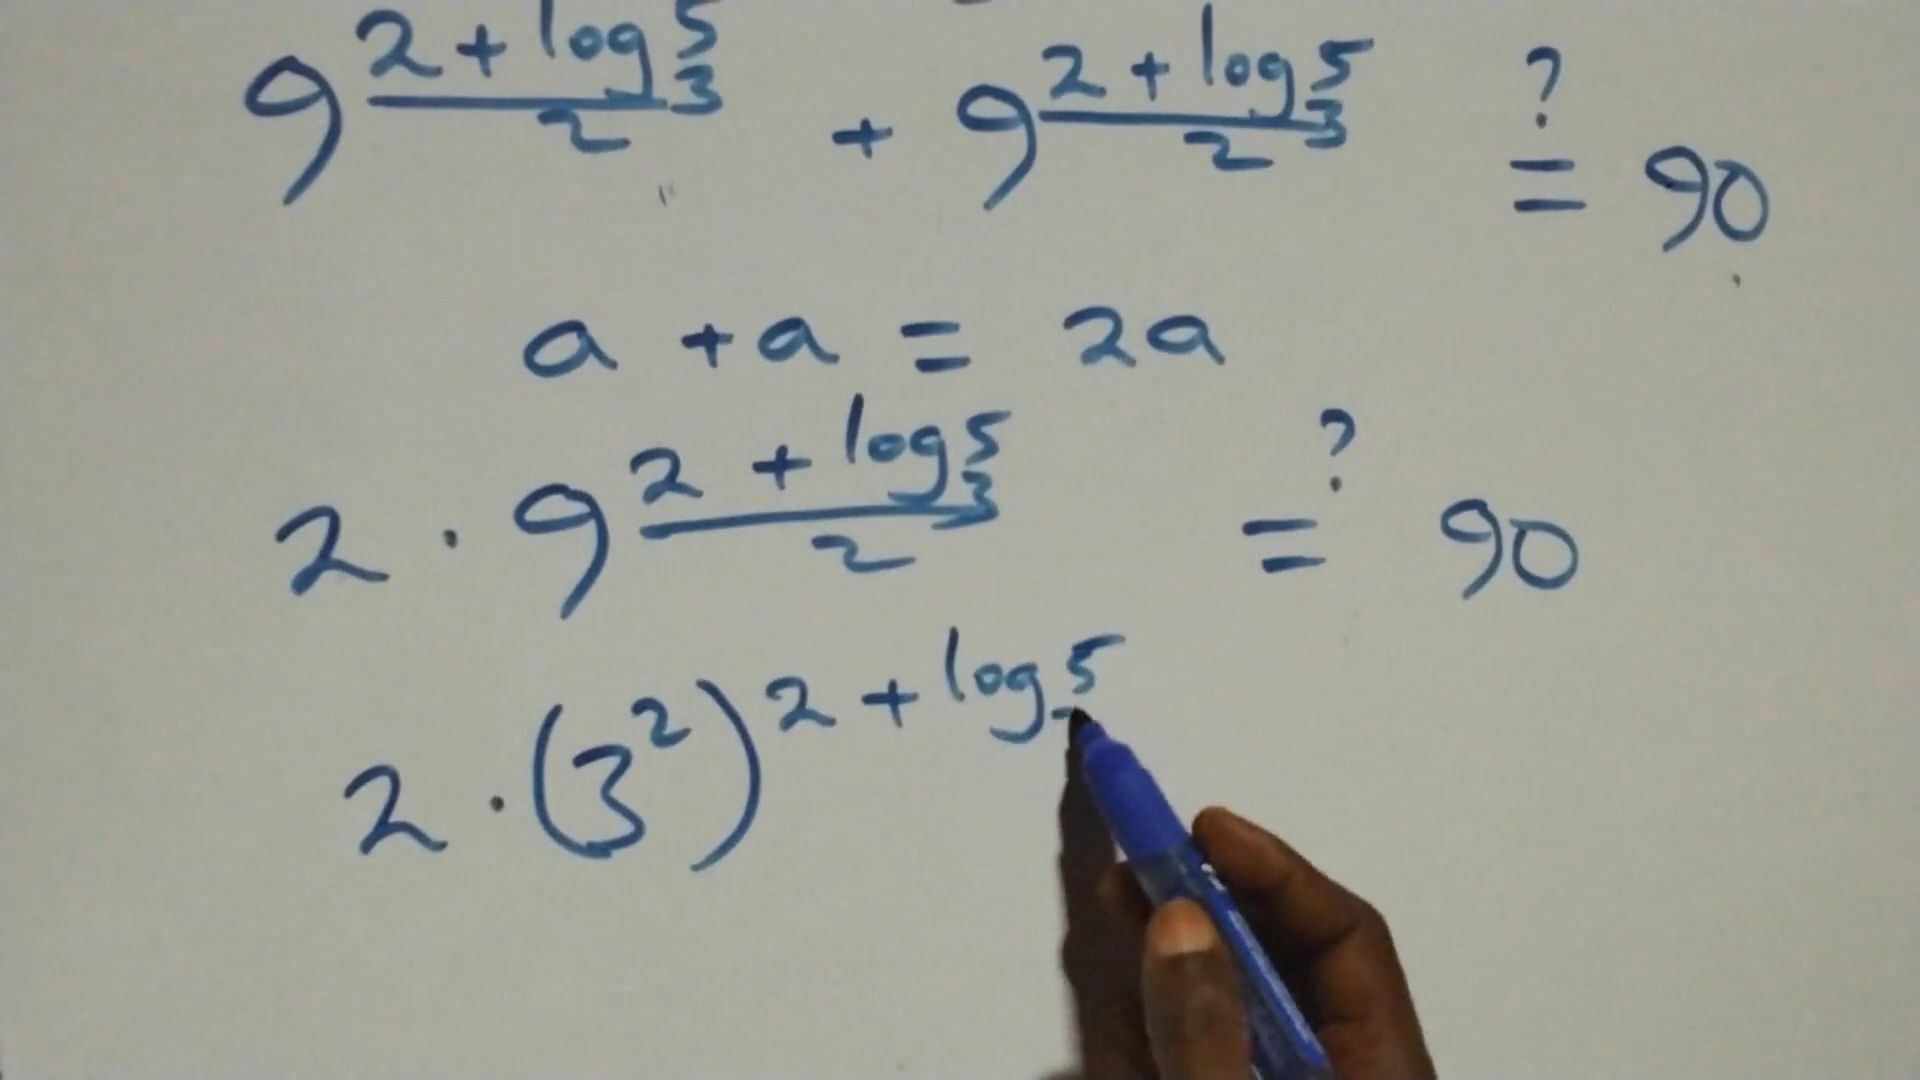 9^((2 + log_3 5)/2) + 9^((2 + log_3 5)/2) =? 90
a + a = 2a
2 · 9^((2 + log_3 5)/2) =? 90
2 · (3^2)^(2 + log 5